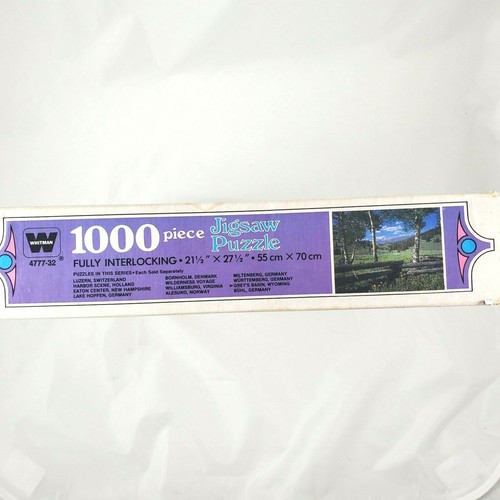 W
WHITMAN
®
4777-32
1000 piece Jigsaw Puzzle
FULLY INTERLOCKING • 21½" × 27½" • 55 cm × 70 cm
PUZZLES IN THIS SERIES • Each Sold Separately
LUZERN, SWITZERLAND
HARBOR SCENE, HOLLAND
EATON CENTER, NEW HAMPSHIRE
LAKE HOPFEN, GERMANY
BORNHOLM, DENMARK
WILDERNESS VOYAGE
WILLIAMSBURG, VIRGINIA
ALESUND, NORWAY
MILTENBERG, GERMANY
WURTTEMBERG, GERMANY
• GREY'S BASIN, WYOMING
BÜHL, GERMANY